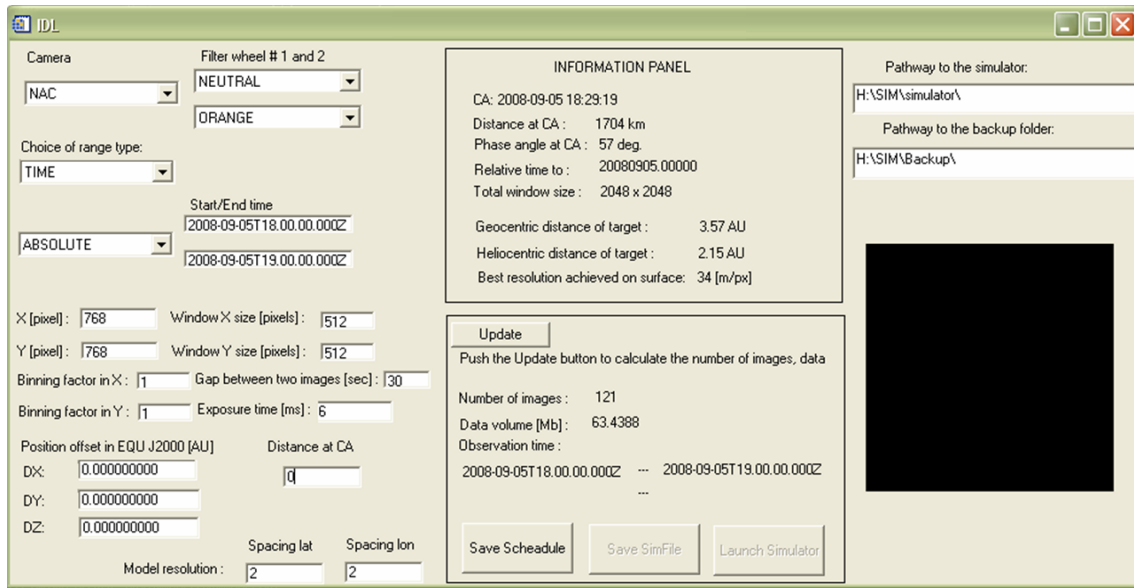 IDL
Camera
NAC
Filter wheel # 1 and 2
NEUTRAL
ORANGE
Choice of range type:
TIME
ABSOLUTE
Start/End time
2008-09-05T18.00.00.000Z
2008-09-05T19.00.00.000Z
X [pixel] : 768 Window X size [pixels] : 512
Y [pixel] : 768 Window Y size [pixels] : 512
Binning factor in X : 1 Gap between two images [sec] : 30
Binning factor in Y : 1 Exposure time [ms] : 6
Position offset in EQU J2000 [AU] Distance at CA
DX: 0.000000000 0
DY: 0.000000000
DZ: 0.000000000
Spacing lat Spacing lon
Model resolution : 2 2
INFORMATION PANEL
CA: 2008-09-05 18:29:19
Distance at CA : 1704 km
Phase angle at CA : 57 deg.
Relative time to : 20080905.00000
Total window size : 2048 x 2048
Geocentric distance of target : 3.57 AU
Heliocentric distance of target : 2.15 AU
Best resolution achieved on surface: 34 [m/px]
Update
Push the Update button to calculate the number of images, data
Number of images : 121
Data volume [Mb] : 63.4388
Observation time :
2008-09-05T18.00.00.000Z --- 2008-09-05T19.00.00.000Z
---
Save Scheadule Save SimFile Launch Simulator
Pathway to the simulator:
H:\SIM\simulator\
Pathway to the backup folder:
H:\SIM\Backup\